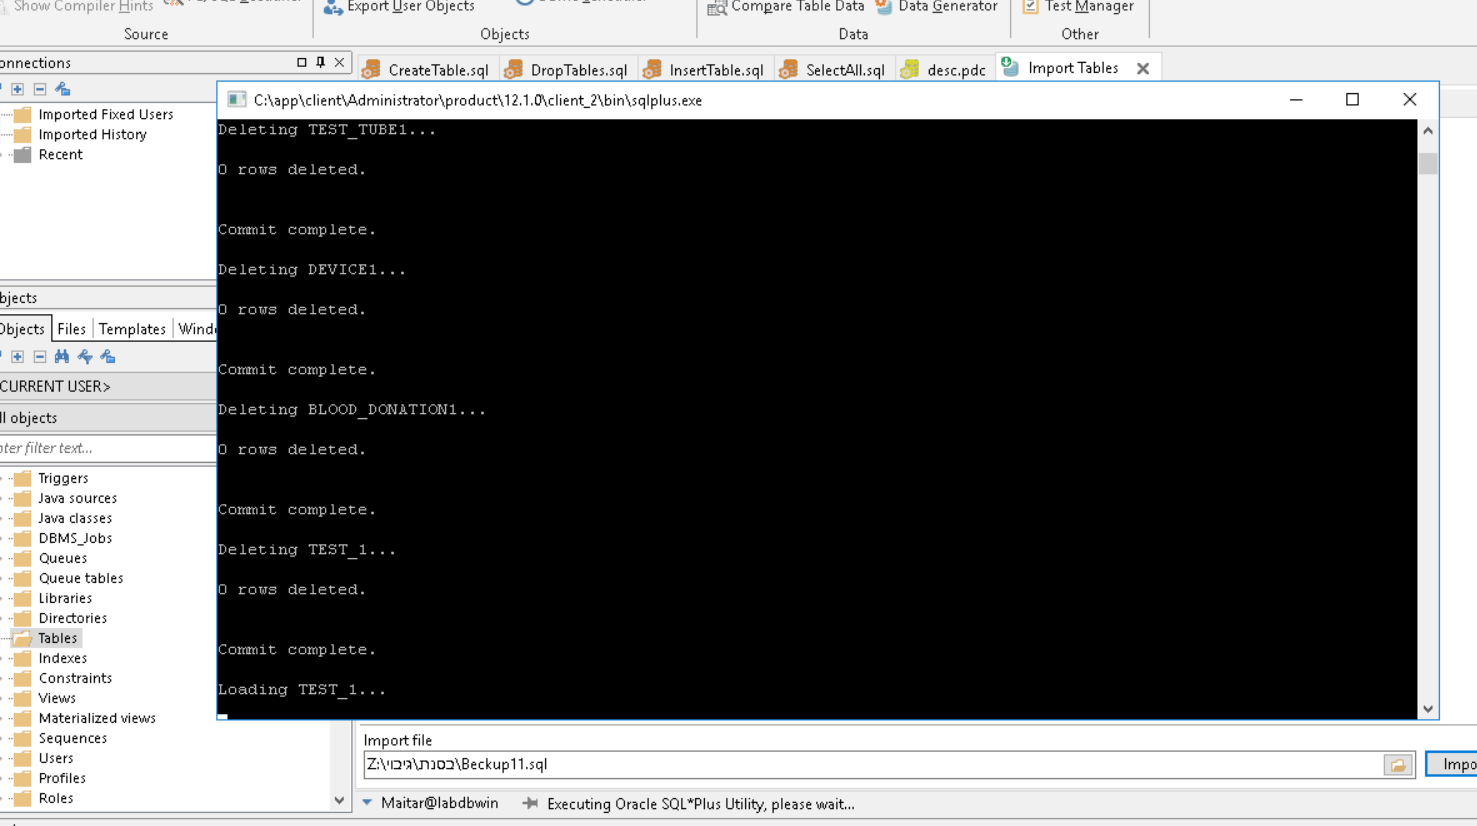 Show Compiler Hints
Export User Objects
Compare Table Data
Data Generator
Test Manager
Source
Objects
Data
Other
onnections
CreateTable.sql
DropTables.sql
InsertTable.sql
SelectAll.sql
desc.pdc
Import Tables
C:\app\client\Administrator\product\12.1.0\client_2\bin\sqlplus.exe
Imported Fixed Users
Imported History
Recent
Deleting TEST_TUBE1...
0 rows deleted.
Commit complete.
Deleting DEVICE1...
0 rows deleted.
Commit complete.
Deleting BLOOD_DONATION1...
0 rows deleted.
Commit complete.
Deleting TEST_1...
0 rows deleted.
Commit complete.
Loading TEST_1...
bjects
Objects
Files
Templates
Windo
CURRENT USER>
ll objects
nter filter text...
Triggers
Java sources
Java classes
DBMS_Jobs
Queues
Queue tables
Libraries
Directories
Tables
Indexes
Constraints
Views
Materialized views
Sequences
Users
Profiles
Roles
Import file
Z:\בסנת\גיבוי\Beckup11.sql
Impo
Maitar@labdbwin
Executing Oracle SQL*Plus Utility, please wait...